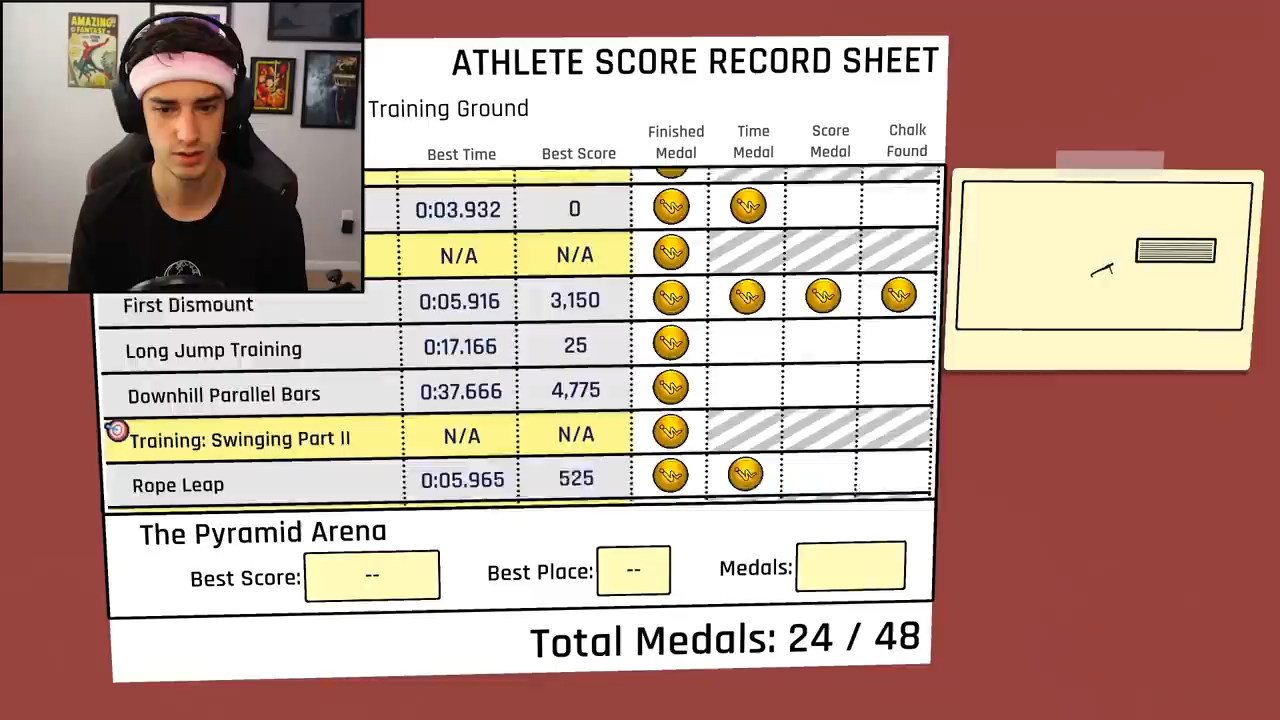 AMAZING
FANTASY
ATHLETE SCORE RECORD SHEET
Training Ground
Best Time Best Score Finished Medal Time Medal Score Medal Chalk Found
0:03.932 0
N/A N/A
First Dismount 0:05.916 3,150
Long Jump Training 0:17.166 25
Downhill Parallel Bars 0:37.666 4,775
Training: Swinging Part II N/A N/A
Rope Leap 0:05.965 525
The Pyramid Arena
Best Score: -- Best Place: -- Medals:
Total Medals: 24 / 48